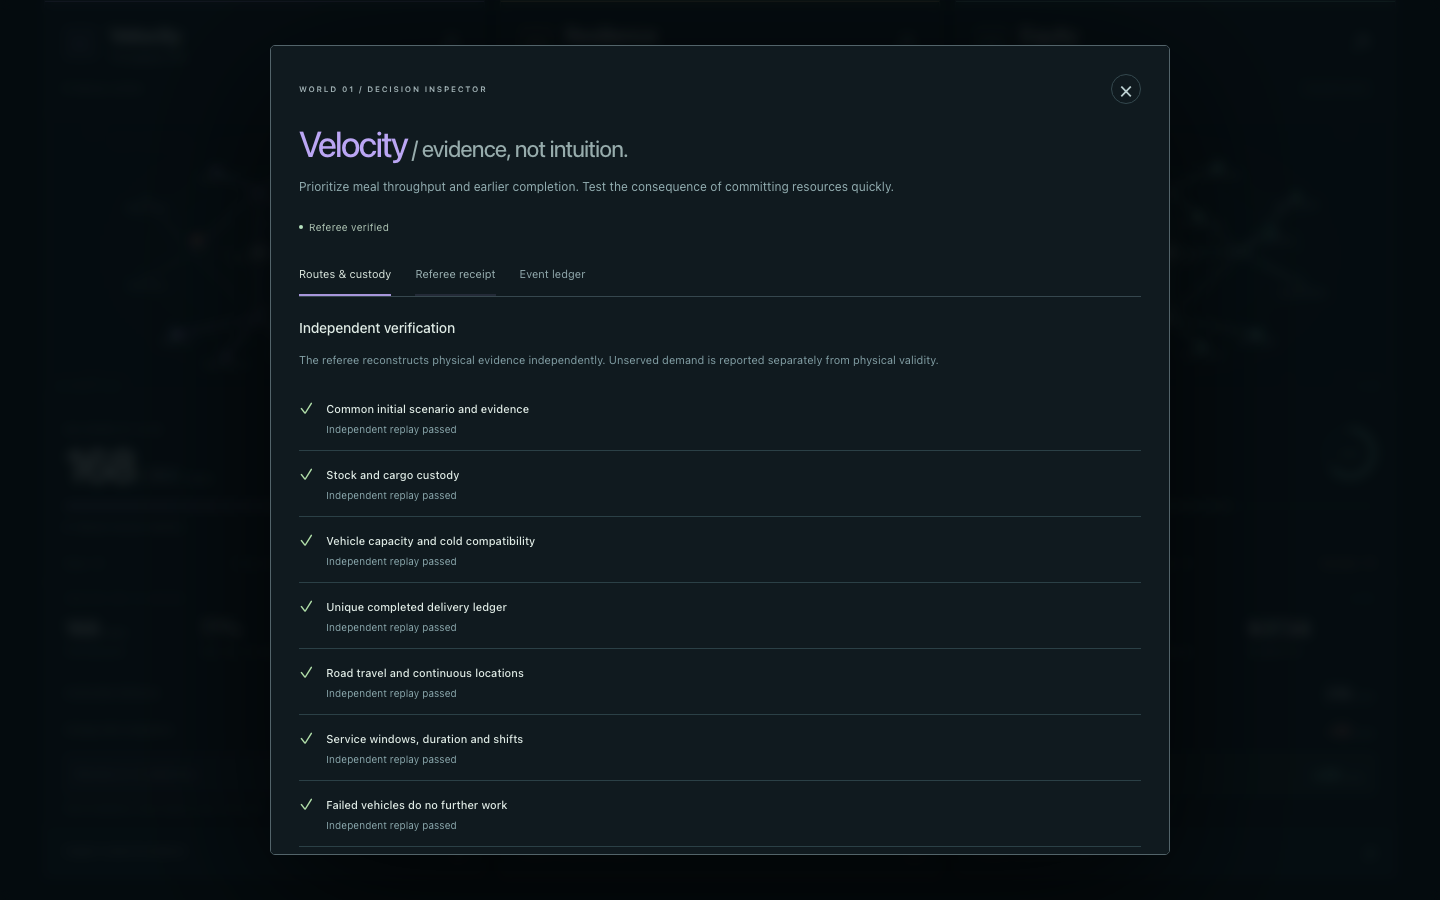 WORLD 01 / DECISION INSPECTOR
Velocity / evidence, not intuition.
Prioritize meal throughput and earlier completion. Test the consequence of committing resources quickly.
Referee verified
Routes & custody Referee receipt Event ledger
Independent verification
The referee reconstructs physical evidence independently. Unserved demand is reported separately from physical validity.
Common initial scenario and evidence
Independent replay passed
Stock and cargo custody
Independent replay passed
Vehicle capacity and cold compatibility
Independent replay passed
Unique completed delivery ledger
Independent replay passed
Road travel and continuous locations
Independent replay passed
Service windows, duration and shifts
Independent replay passed
Failed vehicles do no further work
Independent replay passed